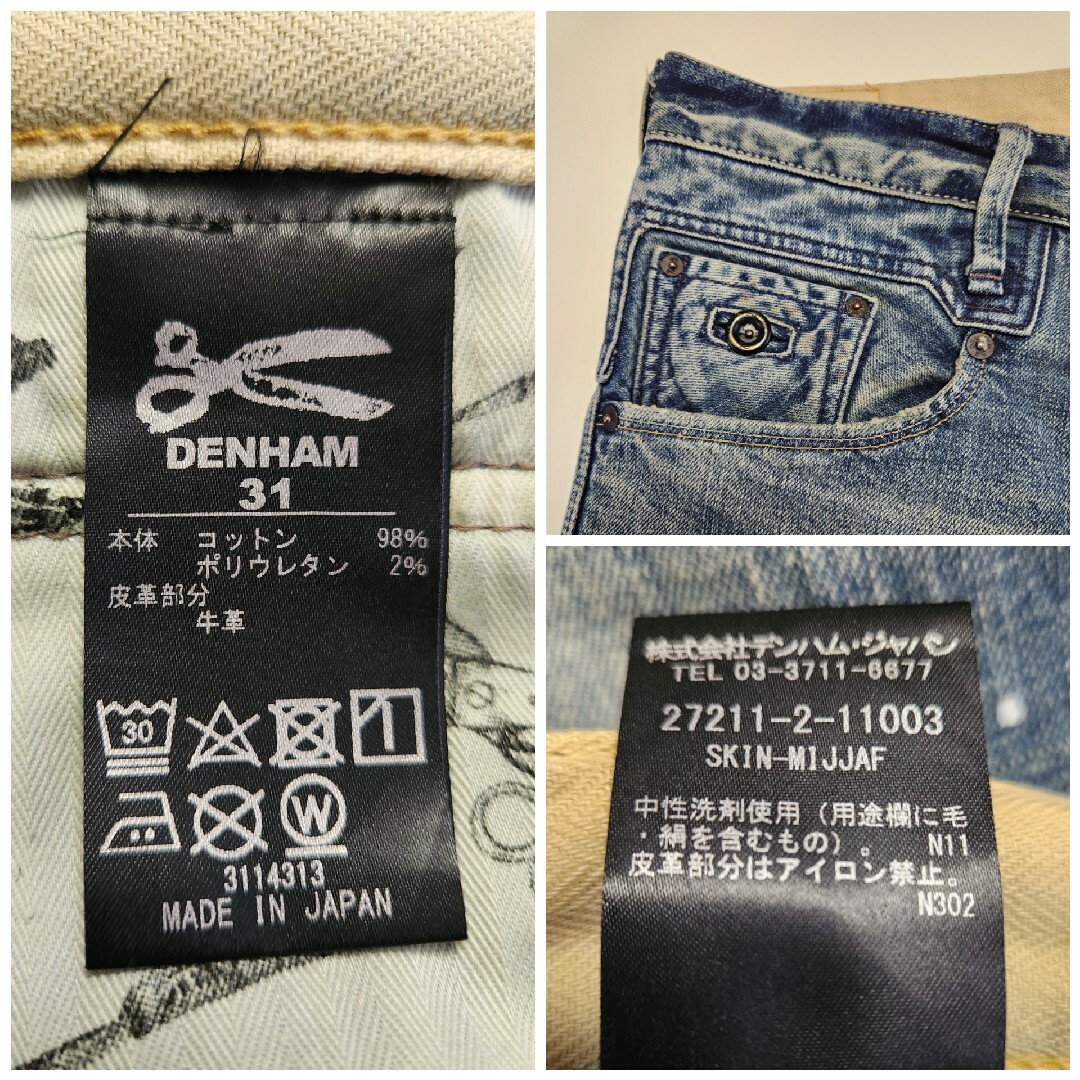 DENHAM
31
本体 コットン 98%
ポリウレタン 2%
皮革部分
牛革
30
W
3114313
MADE IN JAPAN
株式会社デンハム・ジャパン
TEL 03-3711-6677
27211-2-11003
SKIN-MIJJAF
中性洗剤使用(用途欄に毛
・絹を含むもの)。 N11
皮革部分はアイロン禁止。
N302